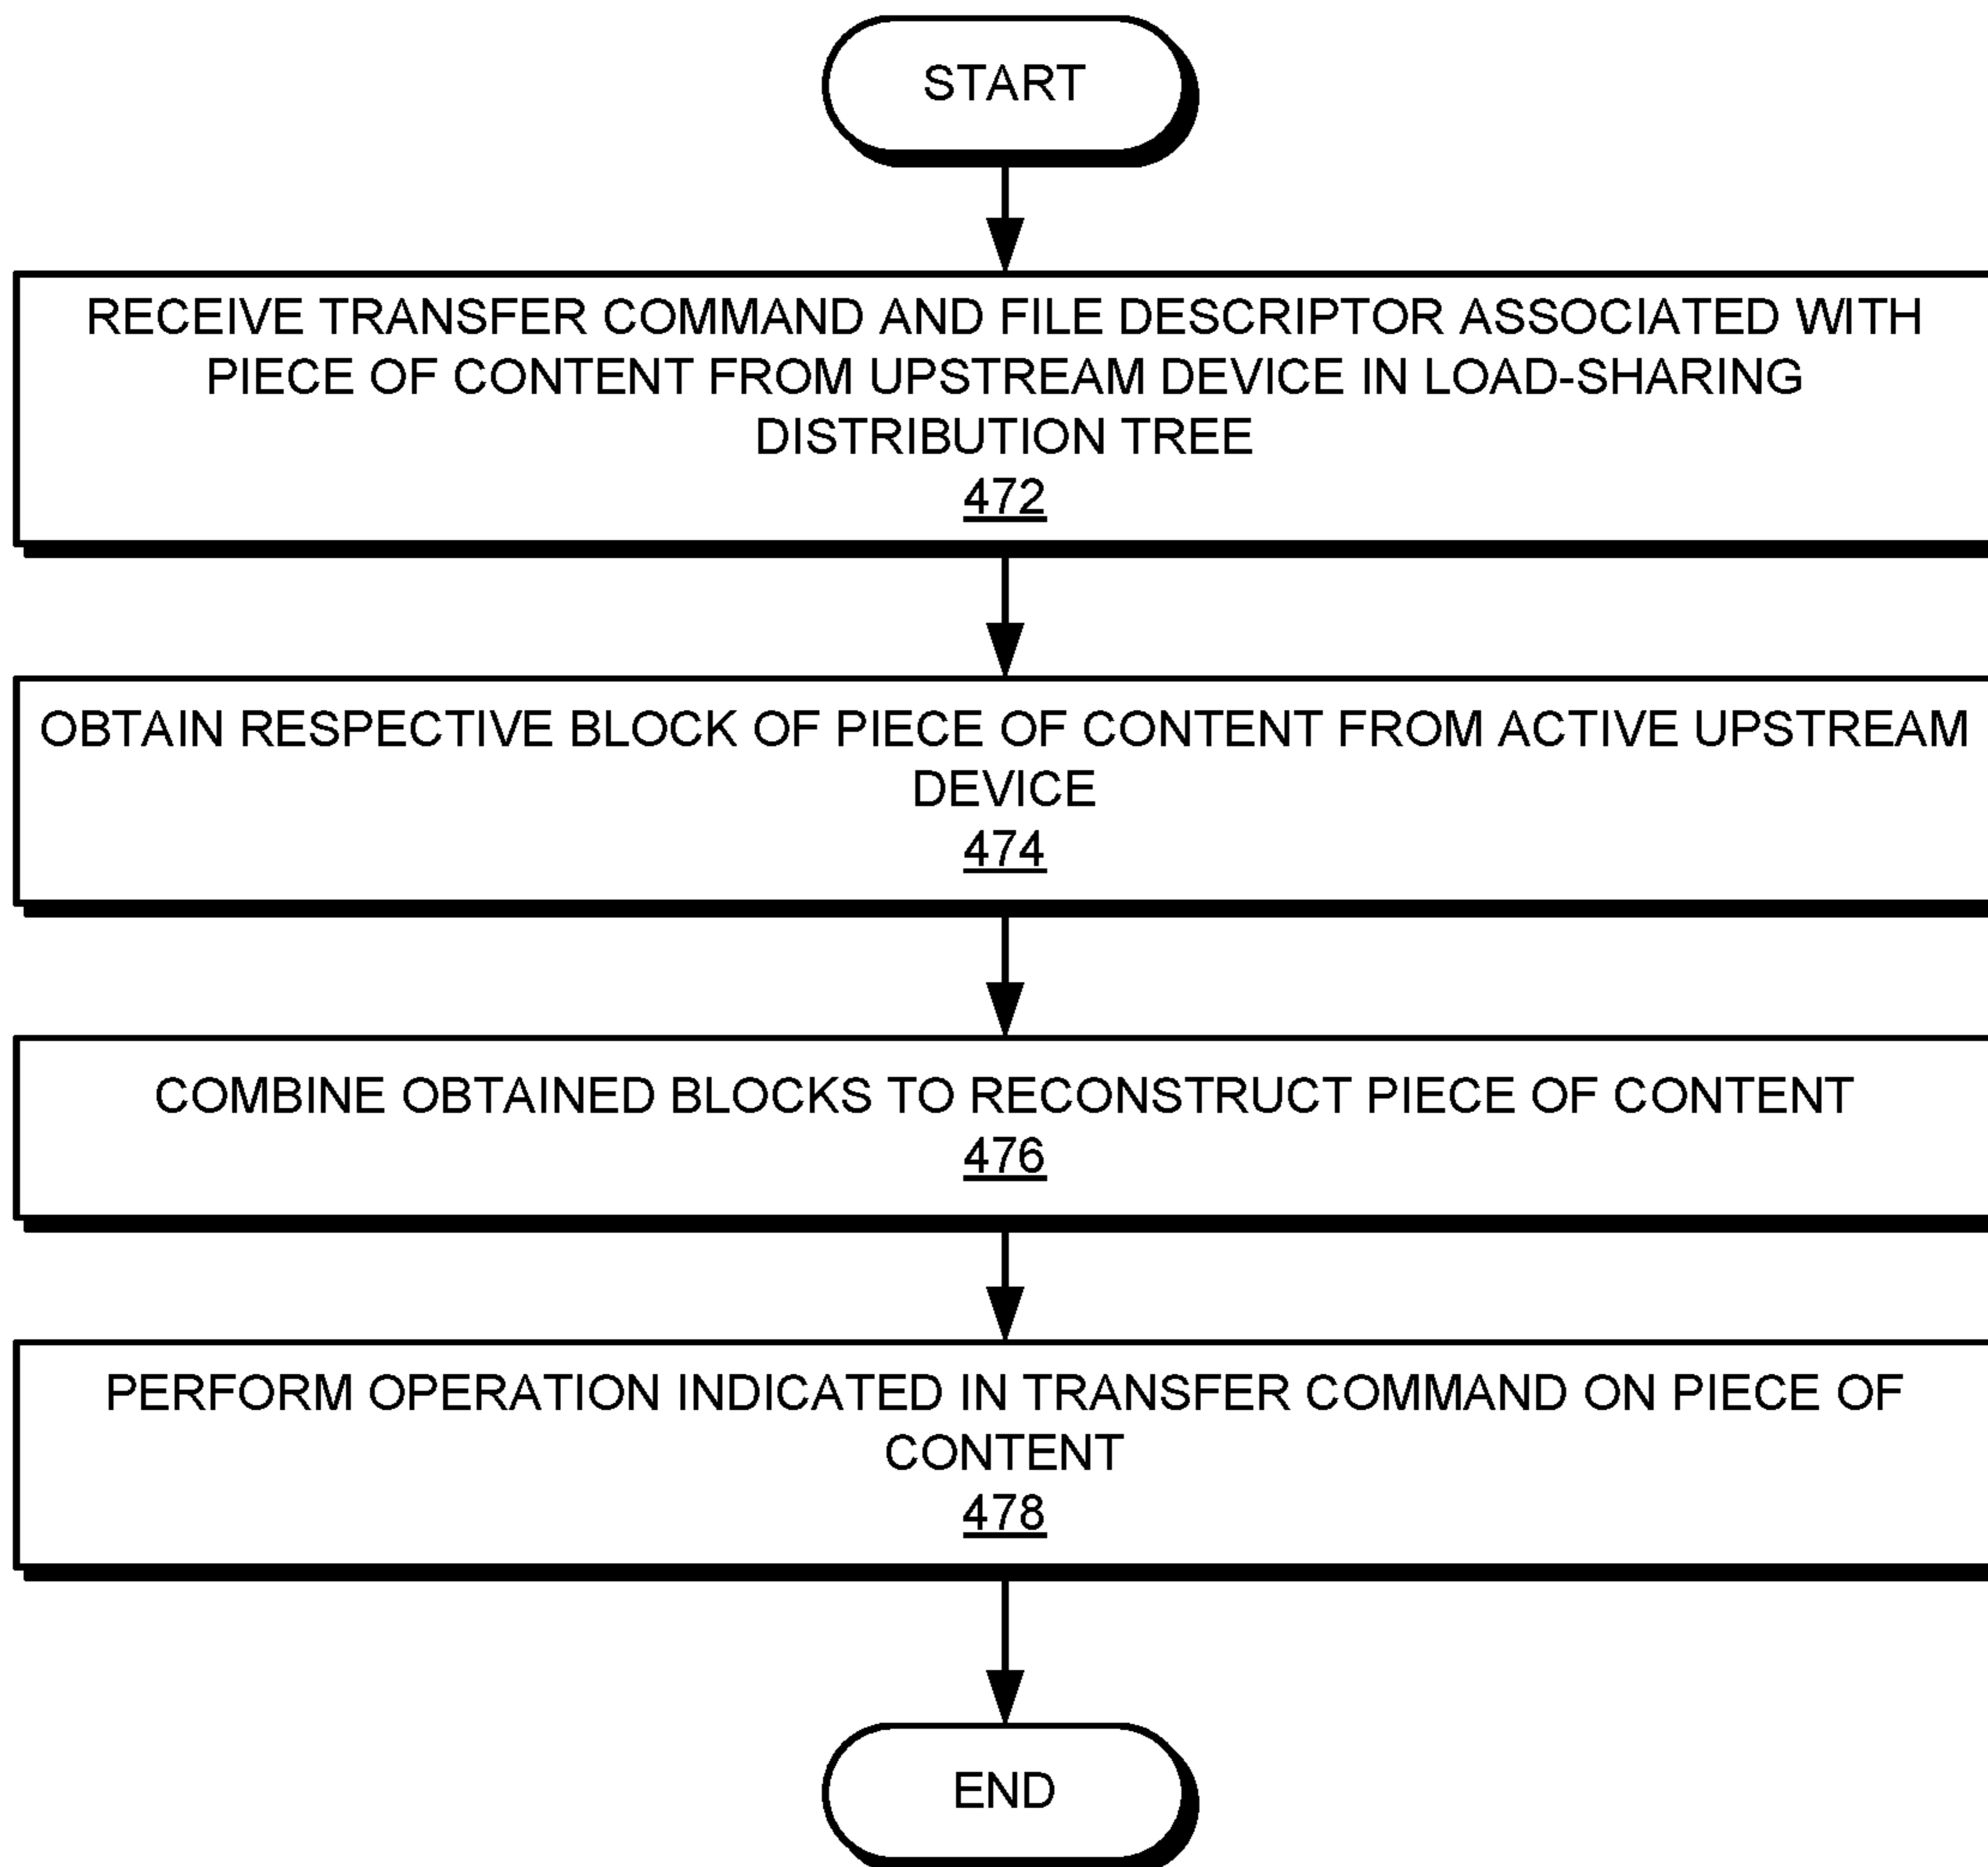 START
RECEIVE TRANSFER COMMAND AND FILE DESCRIPTOR ASSOCIATED WITH
PIECE OF CONTENT FROM UPSTREAM DEVICE IN LOAD-SHARING
DISTRIBUTION TREE
472
OBTAIN RESPECTIVE BLOCK OF PIECE OF CONTENT FROM ACTIVE UPSTREAM
DEVICE
474
COMBINE OBTAINED BLOCKS TO RECONSTRUCT PIECE OF CONTENT
476
PERFORM OPERATION INDICATED IN TRANSFER COMMAND ON PIECE OF
CONTENT
478
END